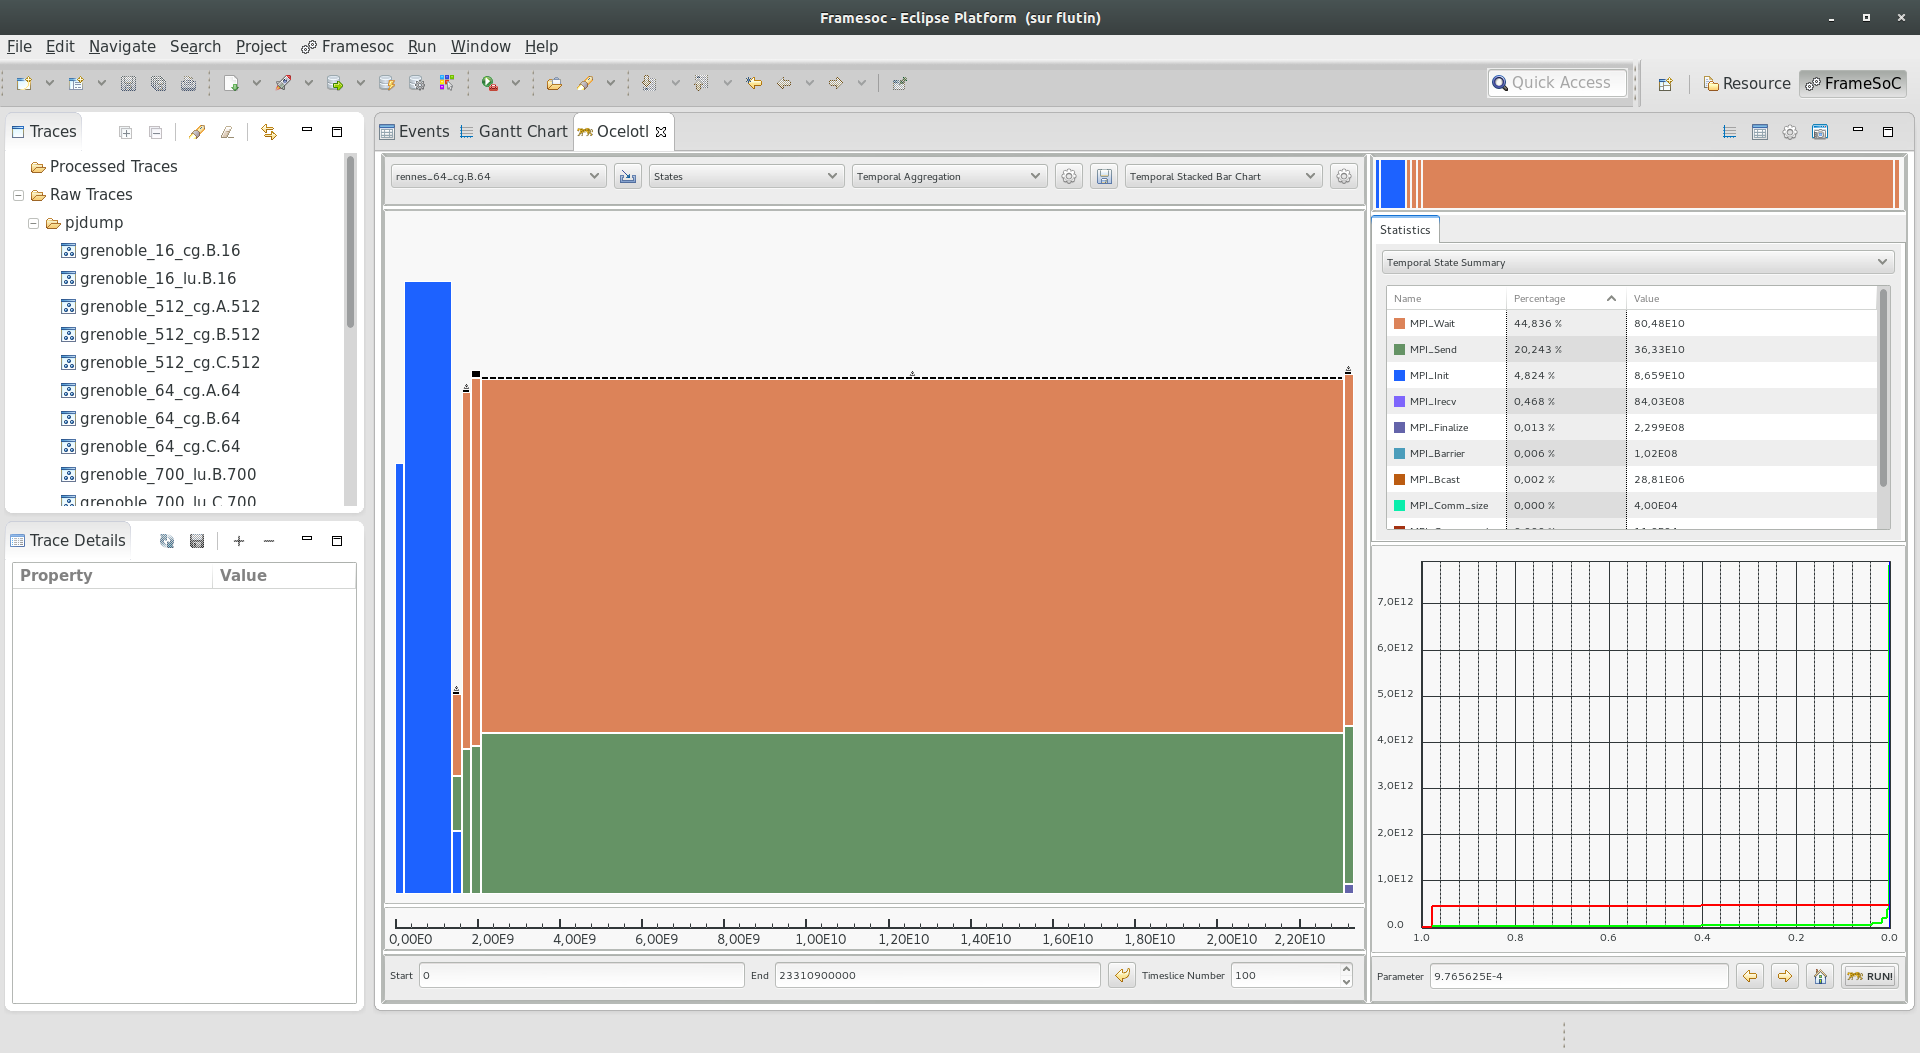 Framesoc - Eclipse Platform (sur flutin)
File Edit Navigate Search Project Framesoc Run Window Help
Quick Access Resource FrameSoC
Traces
Processed Traces
Raw Traces
pjdump
grenoble_16_cg.B.16
grenoble_16_lu.B.16
grenoble_512_cg.A.512
grenoble_512_cg.B.512
grenoble_512_cg.C.512
grenoble_64_cg.A.64
grenoble_64_cg.B.64
grenoble_64_cg.C.64
grenoble_700_lu.B.700
grenoble_700_lu.C.700
Trace Details
Property Value
Events Gantt Chart Ocelotl
rennes_64_cg.B.64 States Temporal Aggregation Temporal Stacked Bar Chart
0,00E0 2,00E9 4,00E9 6,00E9 8,00E9 1,00E10 1,20E10 1,40E10 1,60E10 1,80E10 2,00E10 2,20E10
Start 0 End 23310900000 Timeslice Number 100
Statistics
Temporal State Summary
Name Percentage Value
MPI_Wait 44,836 % 80,48E10
MPI_Send 20,243 % 36,33E10
MPI_Init 4,824 % 8,659E10
MPI_Irecv 0,468 % 84,03E08
MPI_Finalize 0,013 % 2,299E08
MPI_Barrier 0,006 % 1,02E08
MPI_Bcast 0,002 % 28,81E06
MPI_Comm_size 0,000 % 4,00E04
7,0E12
6,0E12
5,0E12
4,0E12
3,0E12
2,0E12
1,0E12
0.0
1.0 0.8 0.6 0.4 0.2 0.0
Parameter 9.765625E-4 RUN!